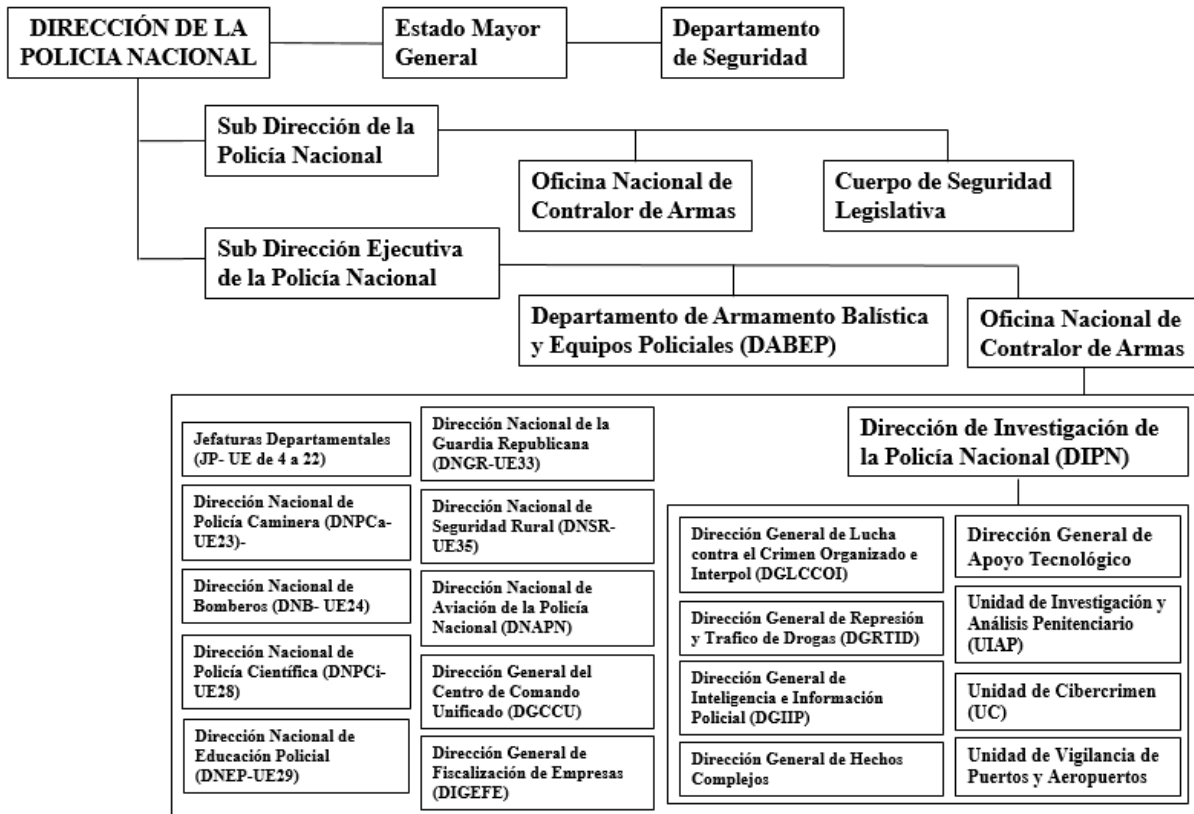 DIRECCIÓN DE LA
POLICIA NACIONAL
Estado Mayor
General
Departamento
de Seguridad
Sub Dirección de la
Policía Nacional
Oficina Nacional de
Contralor de Armas
Cuerpo de Seguridad
Legislativa
Sub Dirección Ejecutiva
de la Policía Nacional
Departamento de Armamento Balística
y Equipos Policiales (DABEP)
Oficina Nacional de
Contralor de Armas
Jefaturas Departamentales
(JP- UE de 4 a 22)
Dirección Nacional de
Policía Caminera (DNPCa-
UE23)-
Dirección Nacional de
Bomberos (DNB- UE24)
Dirección Nacional de
Policía Científica (DNPCi-
UE28)
Dirección Nacional de
Educación Policial
(DNEP-UE29)
Dirección Nacional de la
Guardia Republicana
(DNGR-UE33)
Dirección Nacional de
Seguridad Rural (DNSR-
UE35)
Dirección Nacional de
Aviación de la Policía
Nacional (DNAPN)
Dirección General del
Centro de Comando
Unificado (DGCCU)
Dirección General de
Fiscalización de Empresas
(DIGEFE)
Dirección de Investigación de
la Policía Nacional (DIPN)
Dirección General de Lucha
contra el Crimen Organizado e
Interpol (DGLCCOI)
Dirección General de Represión
y Trafico de Drogas (DGRTID)
Dirección General de
Inteligencia e Información
Policial (DGIIP)
Dirección General de Hechos
Complejos
Dirección General de
Apoyo Tecnológico
Unidad de Investigación y
Análisis Penitenciario
(UIAP)
Unidad de Cibercrimen
(UC)
Unidad de Vigilancia de
Puertos y Aeropuertos